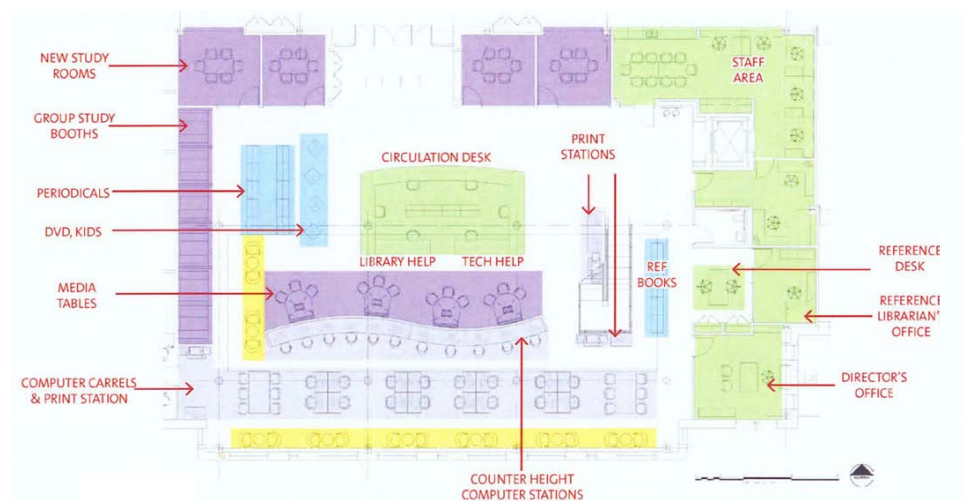 NEW STUDY
ROOMS
GROUP STUDY
BOOTHS
PERIODICALS
DVD, KIDS
MEDIA
TABLES
COMPUTER CARRELS
& PRINT STATION
CIRCULATION DESK
LIBRARY HELP
TECH HELP
PRINT
STATIONS
STAFF
AREA
REF
BOOKS
REFERENCE
DESK
REFERENCE
LIBRARIAN'S
OFFICE
DIRECTOR'S
OFFICE
COUNTER HEIGHT
COMPUTER STATIONS